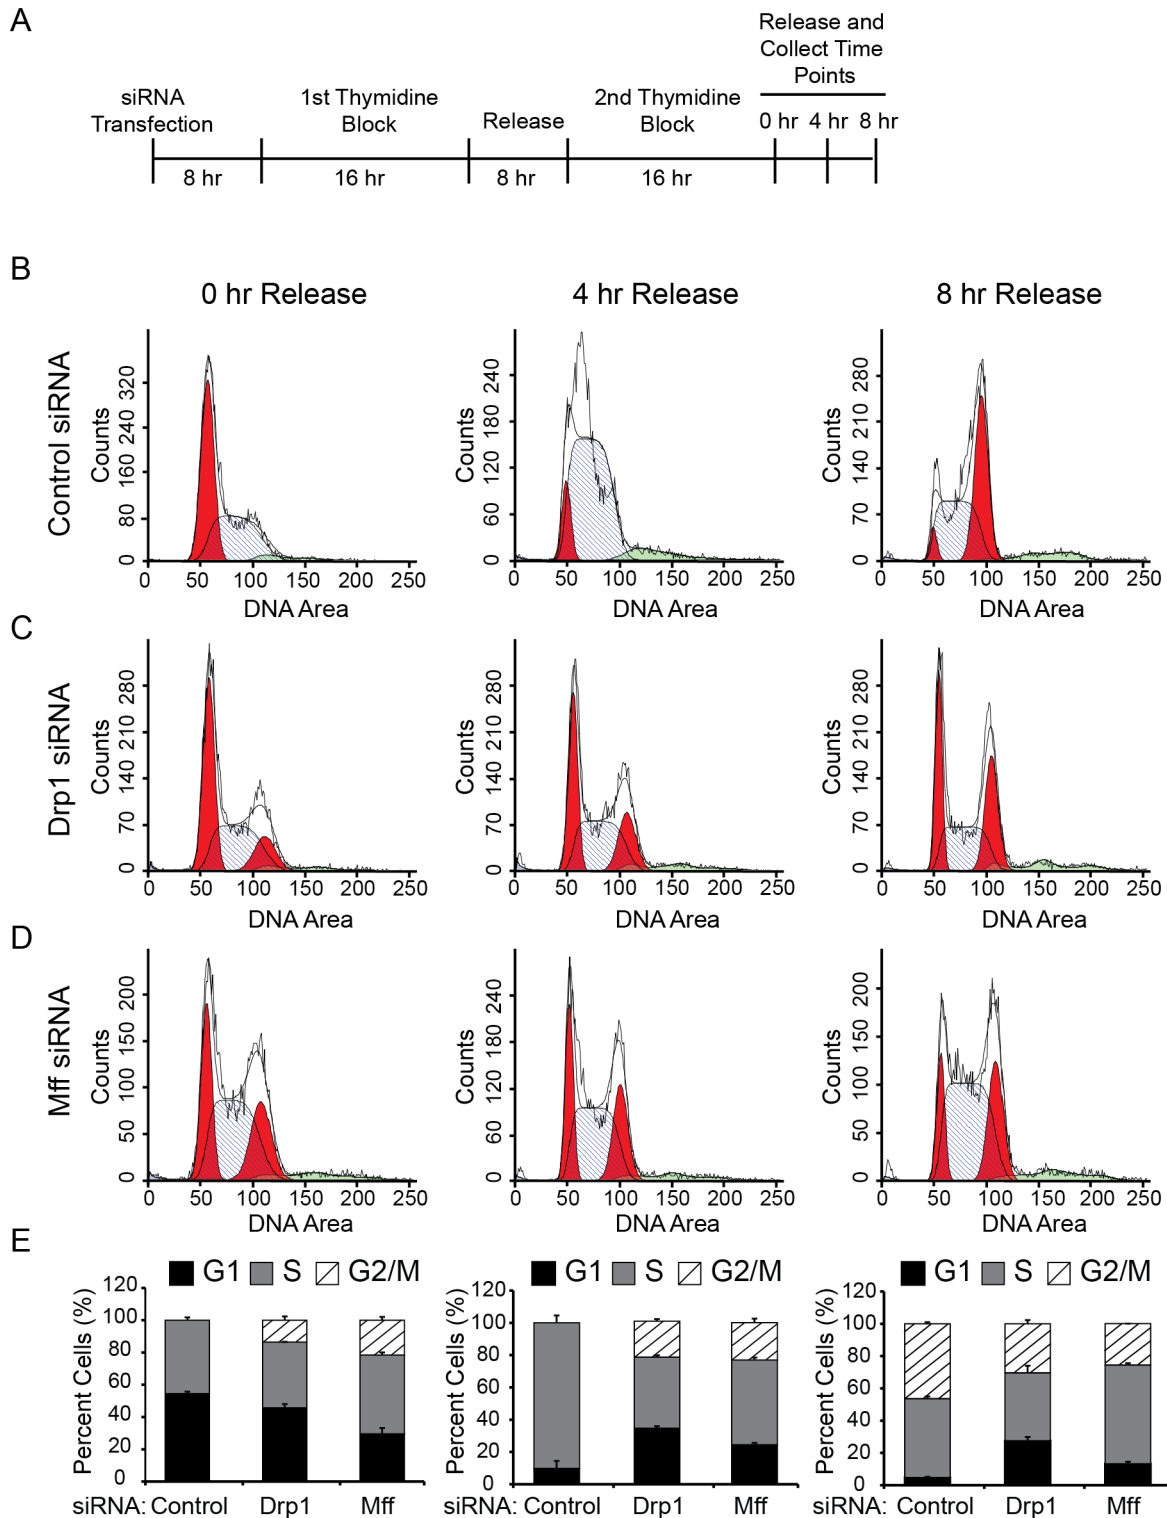 A
Release and
Collect Time
Points
siRNA
Transfection
1st Thymidine
Block
Release
2nd Thymidine
Block
0 hr 4 hr 8 hr
8 hr
16 hr
8 hr
16 hr
B
0 hr Release
4 hr Release
8 hr Release
Control siRNA
Counts
320
240
160
80
0
0 50 100 150 200 250
DNA Area
Counts
240
180
120
60
0
0 50 100 150 200 250
DNA Area
Counts
280
210
140
70
0
0 50 100 150 200 250
DNA Area
C
Drp1 siRNA
Counts
280
210
140
70
0
0 50 100 150 200 250
DNA Area
Counts
280
210
140
70
0
0 50 100 150 200 250
DNA Area
Counts
280
210
140
70
0
0 50 100 150 200 250
DNA Area
D
Mff siRNA
Counts
200
150
100
50
0
0 50 100 150 200 250
DNA Area
Counts
240
180
120
60
0
0 50 100 150 200 250
DNA Area
Counts
200
150
100
50
0
0 50 100 150 200 250
DNA Area
E
G1 S G2/M
Percent Cells (%)
120
100
80
60
40
20
0
siRNA: Control Drp1 Mff
G1 S G2/M
Percent Cells (%)
120
100
80
60
40
20
0
siRNA: Control Drp1 Mff
G1 S G2/M
Percent Cells (%)
120
100
80
60
40
20
0
siRNA: Control Drp1 Mff